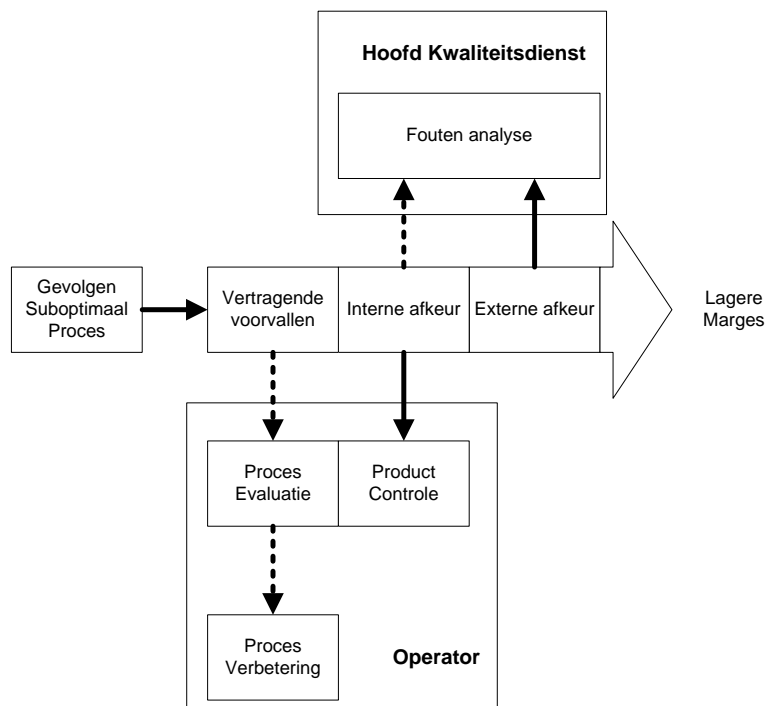 Hoofd Kwaliteitsdienst
Fouten analyse
Gevolgen
Suboptimaal
Proces
Vertragende
voorvallen
Interne afkeur
Externe afkeur
Lagere
Marges
Proces
Evaluatie
Product
Controle
Proces
Verbetering
Operator